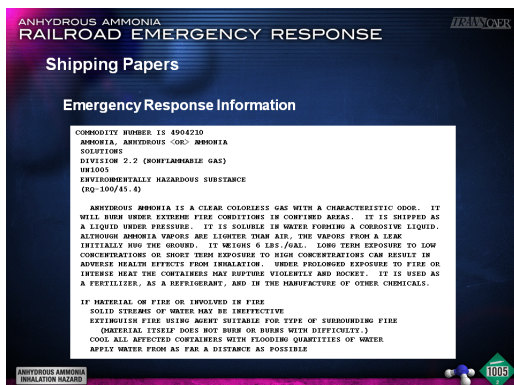 ANHYDROUS AMMONIA
RAILROAD EMERGENCY RESPONSE
TRANSCAER
Shipping Papers
Emergency Response Information
COMMODITY NUMBER IS 4904210
AMMONIA, ANHYDROUS <OR> AMMONIA
SOLUTIONS
DIVISION 2.2 (NONFLAMMABLE GAS)
UN1005
ENVIRONMENTALLY HAZARDOUS SUBSTANCE
(RQ-100/45.4)
ANHYDROUS AMMONIA IS A CLEAR COLORLESS GAS WITH A CHARACTERISTIC ODOR. IT
WILL BURN UNDER EXTREME FIRE CONDITIONS IN CONFINED AREAS. IT IS SHIPPED AS
A LIQUID UNDER PRESSURE. IT IS SOLUBLE IN WATER FORMING A CORROSIVE LIQUID.
ALTHOUGH AMMONIA VAPORS ARE LIGHTER THAN AIR, THE VAPORS FROM A LEAK
INITIALLY HUG THE GROUND. IT WEIGHS 6 LBS./GAL. LONG TERM EXPOSURE TO LOW
CONCENTRATIONS OR SHORT TERM EXPOSURE TO HIGH CONCENTRATIONS CAN RESULT IN
ADVERSE HEALTH EFFECTS FROM INHALATION. UNDER PROLONGED EXPOSURE TO FIRE OR
INTENSE HEAT THE CONTAINERS MAY RUPTURE VIOLENTLY AND ROCKET. IT IS USED AS
A FERTILIZER, AS A REFRIGERANT, AND IN THE MANUFACTURE OF OTHER CHEMICALS.
IF MATERIAL ON FIRE OR INVOLVED IN FIRE
SOLID STREAMS OF WATER MAY BE INEFFECTIVE
EXTINGUISH FIRE USING AGENT SUITABLE FOR TYPE OF SURROUNDING FIRE
(MATERIAL ITSELF DOES NOT BURN OR BURNS WITH DIFFICULTY.)
COOL ALL AFFECTED CONTAINERS WITH FLOODING QUANTITIES OF WATER
APPLY WATER FROM AS FAR A DISTANCE AS POSSIBLE
ANHYDROUS AMMONIA
INHALATION HAZARD
1005
2